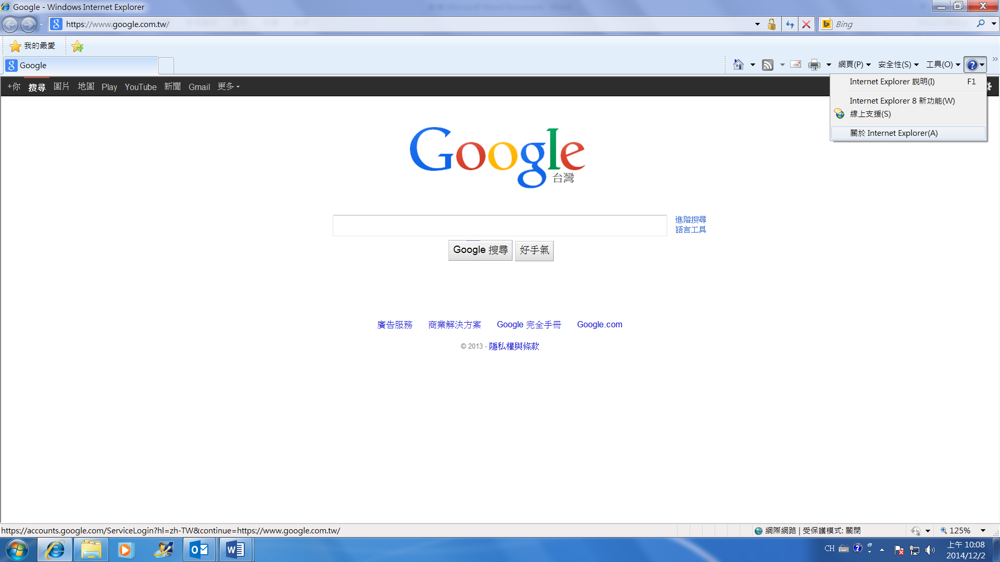 Google - Windows Internet Explorer
https://www.google.com.tw/
Bing
我的最愛
Google
網頁(P) 安全性(S) 工具(O)
+你 搜尋 圖片 地圖 Play YouTube 新聞 Gmail 更多
Internet Explorer 說明(I) F1
Internet Explorer 8 新功能(W)
線上支援(S)
關於 Internet Explorer(A)
Google
台灣
進階搜尋
語言工具
Google 搜尋 好手氣
廣告服務 商業解決方案 Google 完全手冊 Google.com
© 2013 - 隱私權與條款
https://accounts.google.com/ServiceLogin?hl=zh-TW&continue=https://www.google.com.tw/
網際網路 | 受保護模式: 關閉
125%
CH
上午 10:08
2014/12/2